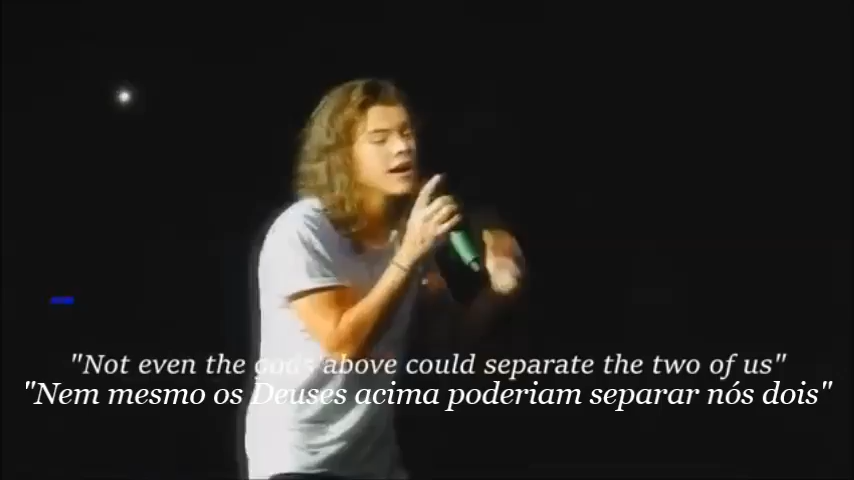 "Not even the gods above could separate the two of us"
"Nem mesmo os Deuses acima poderiam separar nós dois"